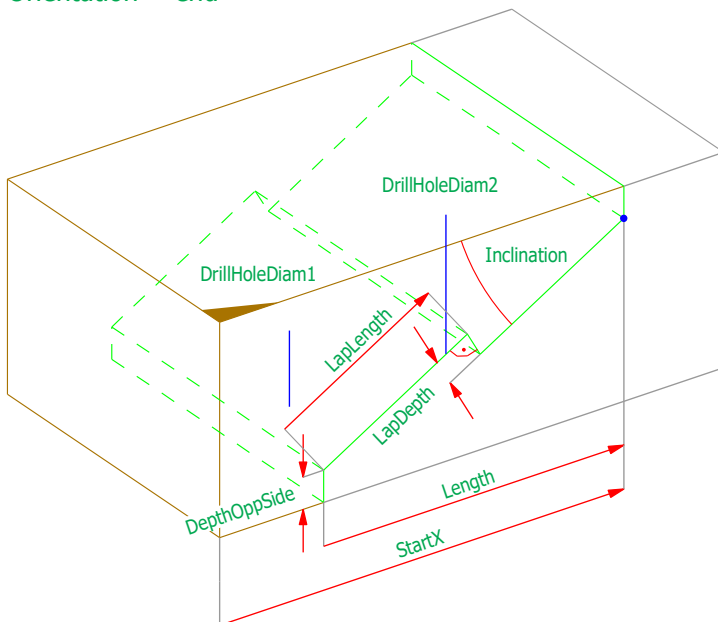 DrillHoleDiam2
Inclination
DrillHoleDiam1
LapLength
LapDepth
DepthOppSide
Length
StartX